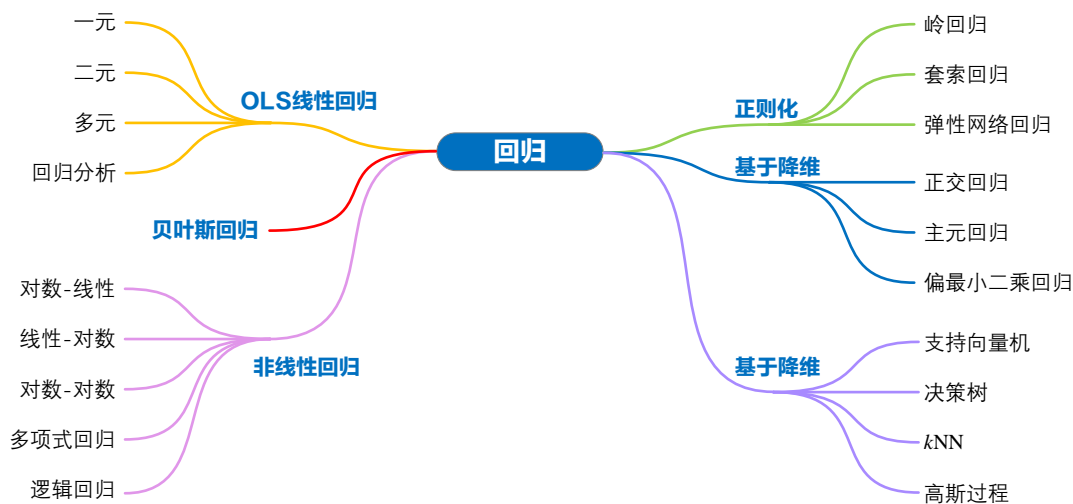 回归
OLS线性回归
一元
二元
多元
回归分析
贝叶斯回归
非线性回归
对数-线性
线性-对数
对数-对数
多项式回归
逻辑回归
正则化
岭回归
套索回归
弹性网络回归
基于降维
正交回归
主元回归
偏最小二乘回归
基于降维
支持向量机
决策树
kNN
高斯过程